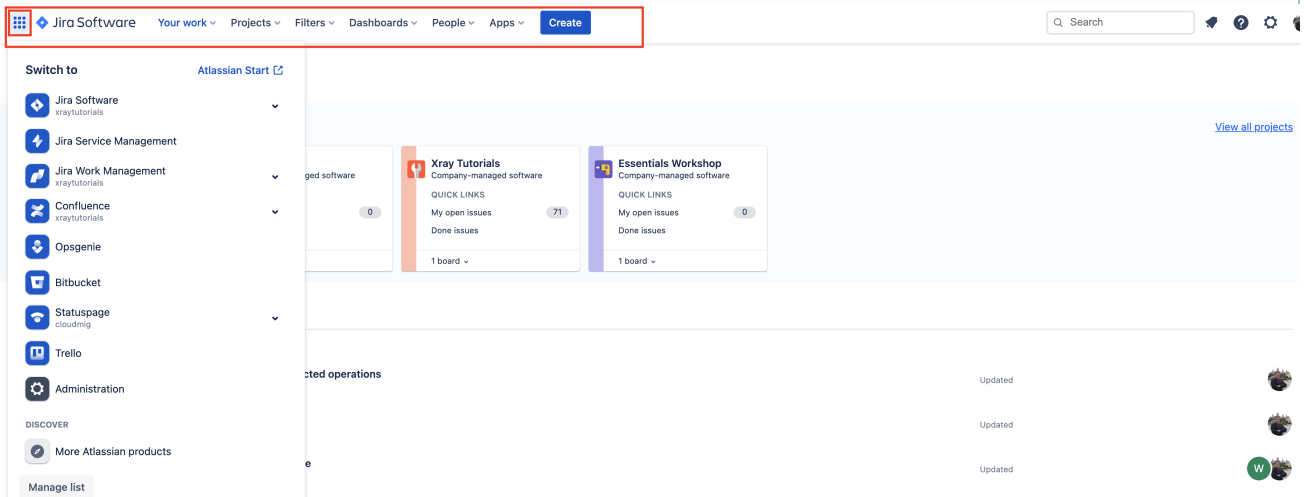 Jira Software Your work Projects Filters Dashboards People Apps Create Search
Switch to Atlassian Start
Jira Software
xraytutorials
Jira Service Management
Jira Work Management
xraytutorials
Confluence
xraytutorials
Opsgenie
Bitbucket
Statuspage
cloudmig
Trello
Administration
DISCOVER
More Atlassian products
Manage list
View all projects
ged software
0
Xray Tutorials
Company-managed software
QUICK LINKS
My open issues 71
Done issues
1 board
Essentials Workshop
Company-managed software
QUICK LINKS
My open issues 0
Done issues
1 board
cted operations Updated
Updated
e Updated W